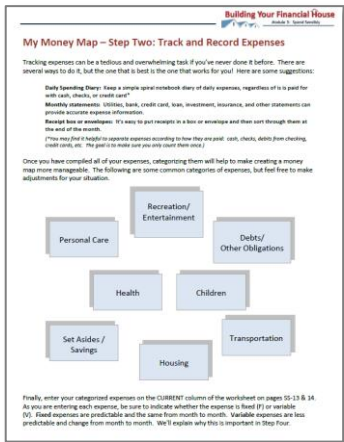 Building Your Financial House
Module 5: Spend Sensibly
My Money Map – Step Two: Track and Record Expenses
Tracking expenses can be a tedious and overwhelming task if you've never done it before. There are
several ways to do it, but the one that is best is the one that works for you! Here are some suggestions:
Daily Spending Diary: Keep a simple spiral notebook diary of daily expenses, regardless of is paid for
with cash, checks, or credit card*
Monthly statements: Utilities, bank, credit card, loan, investment, insurance, and other statements can
provide accurate expense information.
Receipt box or envelopes: It's easy to put receipts in a box or envelope and then sort through them at
the end of the month.
(*You may find it helpful to separate expenses according to how they are paid: cash, checks, debits from checking,
credit cards, etc. The goal is to make sure you only count them once.)
Once you have compiled all of your expenses, categorizing them will help to make creating a money
map more manageable. The following are some common categories of expenses, but feel free to make
adjustments for your situation.
Recreation/
Entertainment
Personal Care
Debts/
Other Obligations
Health
Children
Set Asides /
Savings
Transportation
Housing
Finally, enter your categorized expenses on the CURRENT column of the worksheet on pages SS-13 & 14.
As you are entering each expense, be sure to indicate whether the expense is fixed (F) or variable
(V). Fixed expenses are predictable and the same from month to month. Variable expenses are less
predictable and change from month to month. We'll explain why this is important in Step Four.